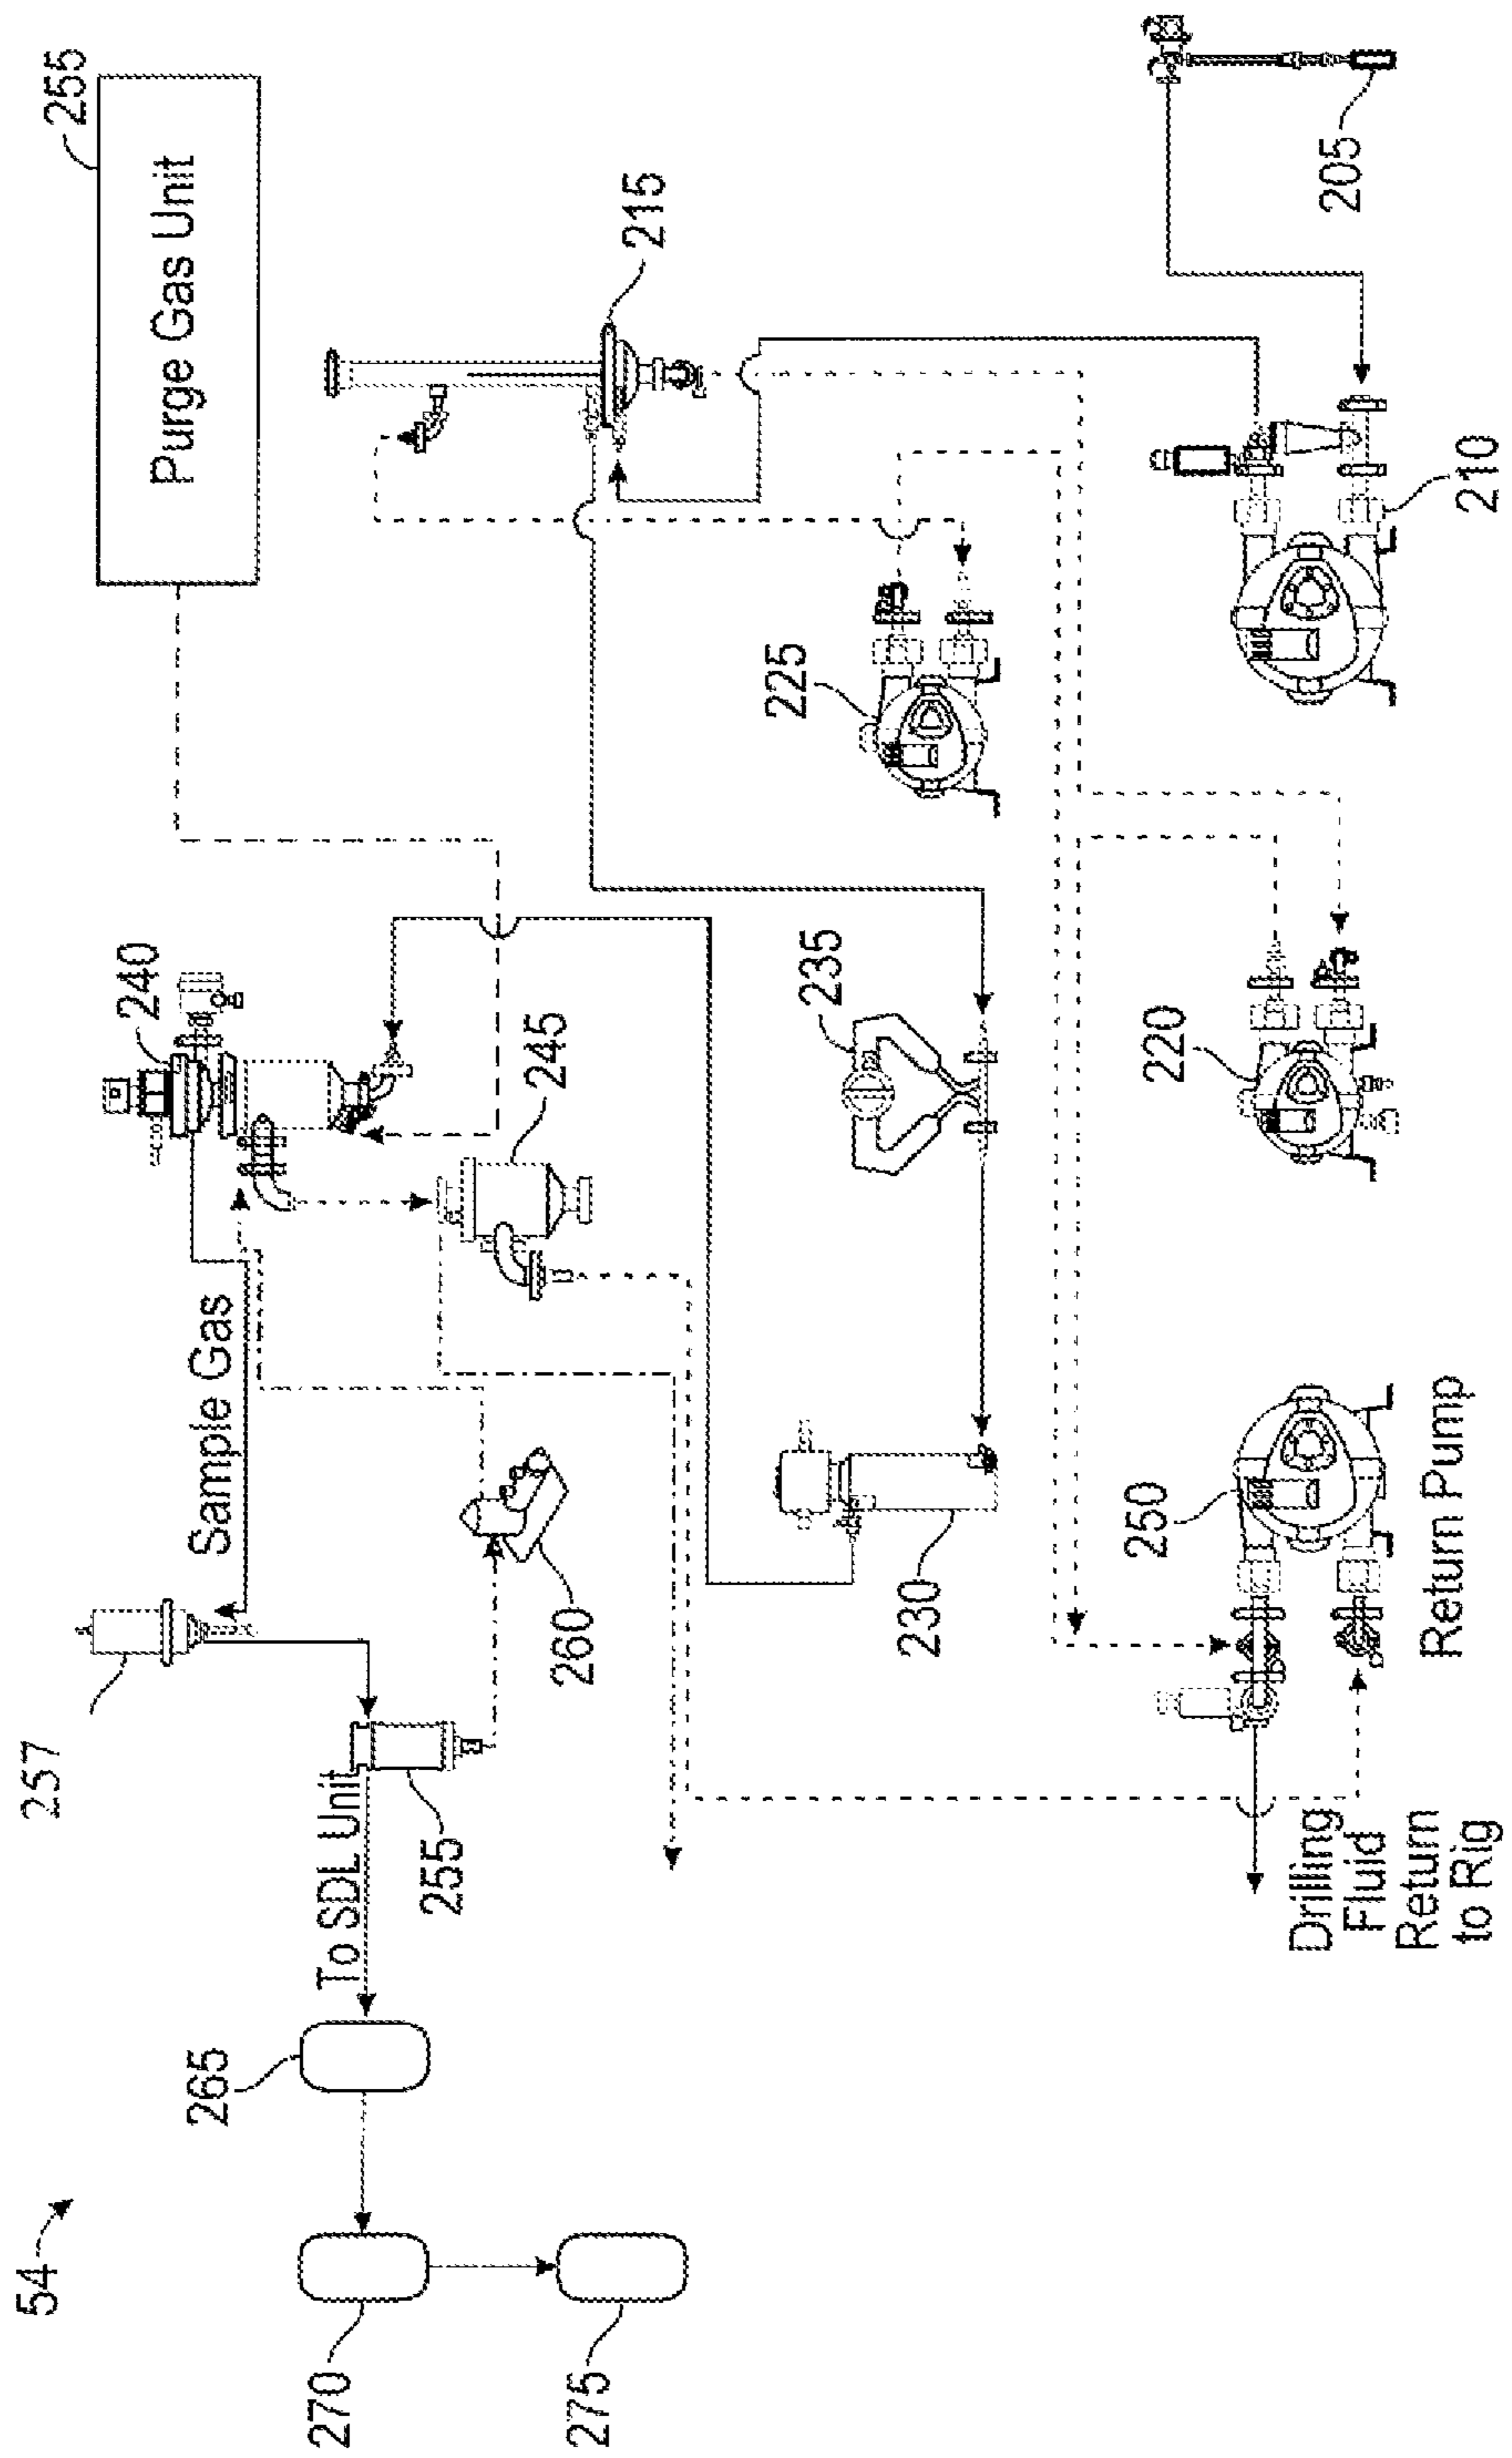 54
257
Sample Gas
240
255
Purge Gas Unit
270
265
To SDL Unit
255
260
245
215
275
230
235
225
Drilling
Fluid
Return
to Rig
250
Return Pump
220
210
205